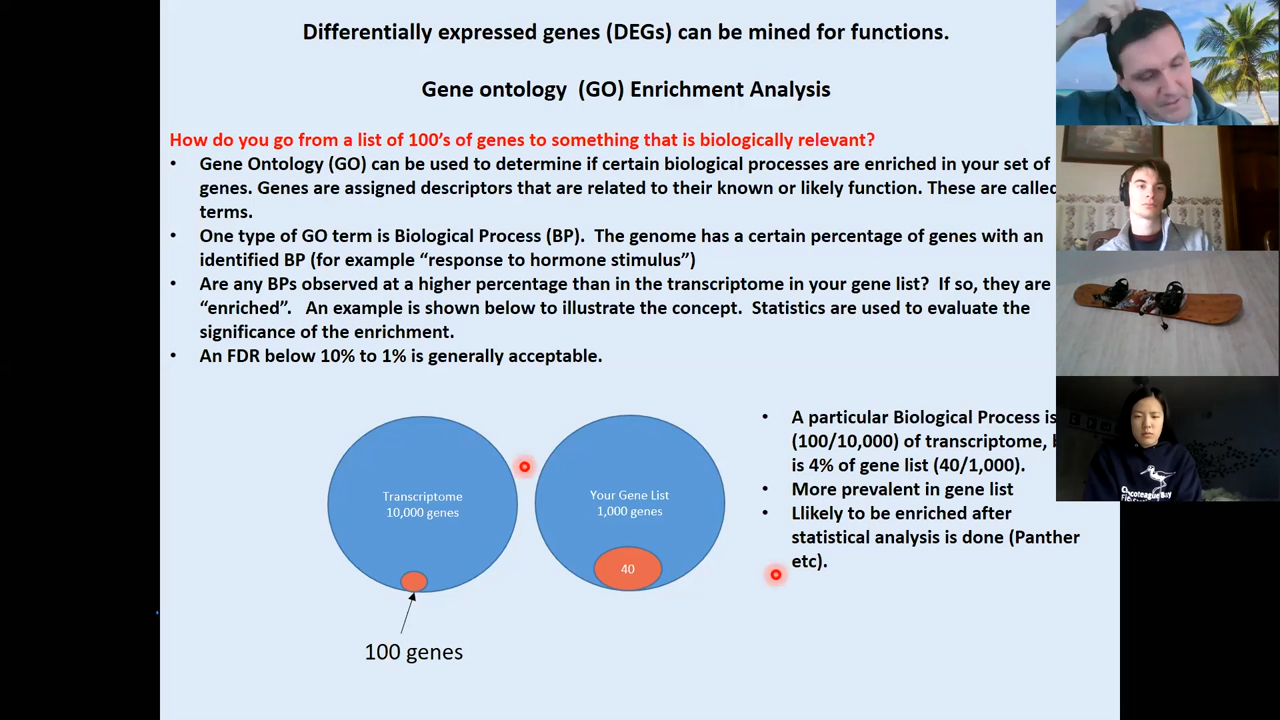 Differentially expressed genes (DEGs) can be mined for functions.
Gene ontology (GO) Enrichment Analysis
How do you go from a list of 100's of genes to something that is biologically relevant?
• Gene Ontology (GO) can be used to determine if certain biological processes are enriched in your set of
genes. Genes are assigned descriptors that are related to their known or likely function. These are called
terms.
• One type of GO term is Biological Process (BP). The genome has a certain percentage of genes with an
identified BP (for example “response to hormone stimulus”)
• Are any BPs observed at a higher percentage than in the transcriptome in your gene list? If so, they are
“enriched”. An example is shown below to illustrate the concept. Statistics are used to evaluate the
significance of the enrichment.
• An FDR below 10% to 1% is generally acceptable.
Transcriptome
10,000 genes
100 genes
Your Gene List
1,000 genes
40
• A particular Biological Process is
(100/10,000) of transcriptome,
is 4% of gene list (40/1,000).
• More prevalent in gene list
• Llikely to be enriched after
statistical analysis is done (Panther
etc).
Bay